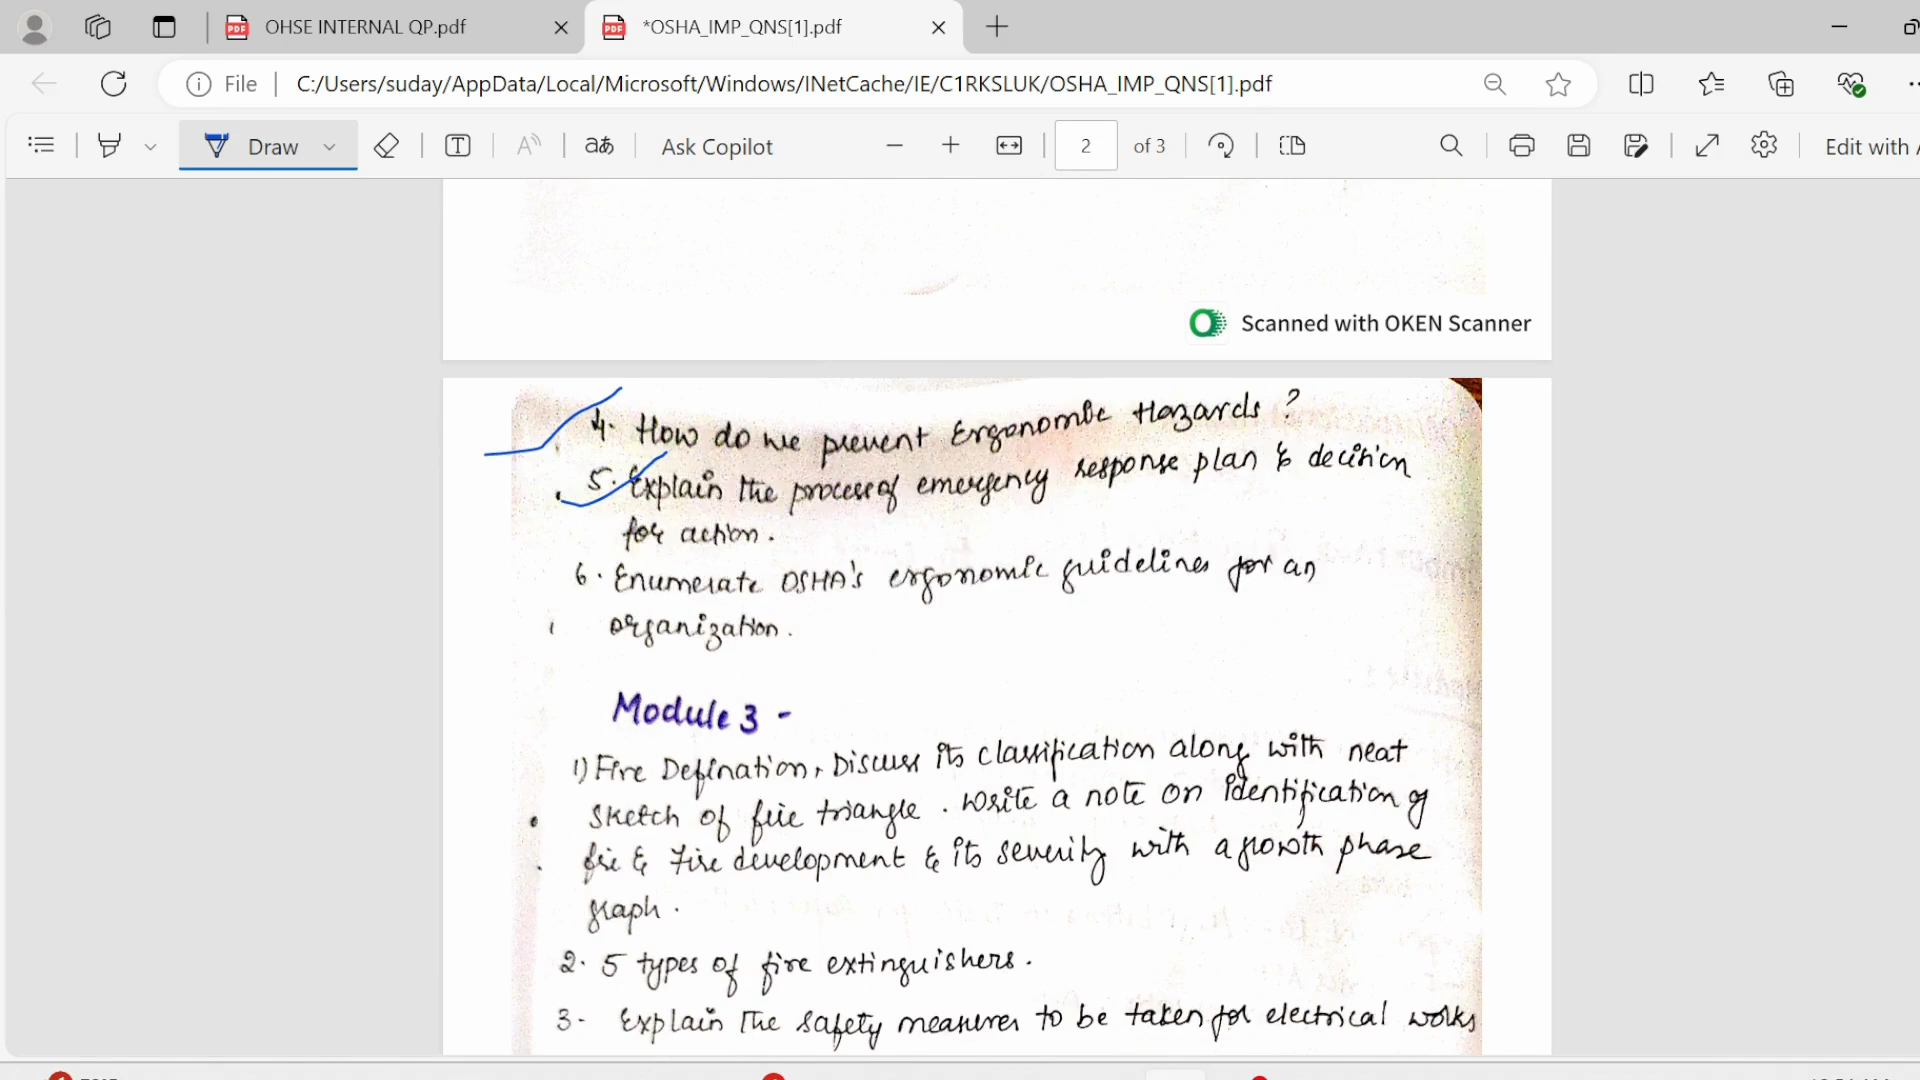 OHSE INTERNAL QP.pdf
*OSHA_IMP_QNS[1].pdf
File
C:/Users/suday/AppData/Local/Microsoft/Windows/INetCache/IE/C1RKSLUK/OSHA_IMP_QNS[1].pdf
Draw
Ask Copilot
2 of 3
Edit with
Scanned with OKEN Scanner
4. How do we prevent Ergonomic Hazards ?
5. Explain the process of emergency response plan & decision
for action.
6. Enumerate OSHA's ergonomic guidelines for an
organization.
Module 3 -
1) Fire Defination, Discuss its classification along with neat
Sketch of fire triangle. Write a note on identification of
fire & Fire development & its severity with a growth phase
graph.
2. 5 types of fire extinguishers.
3- Explain the safety measures to be taken for electrical works